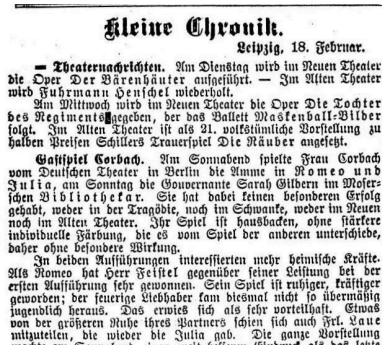 Kleine Chronik.
Leipzig, 18. Februar.
— Theaternachrichten. Am Dienstag wird im Neuen Theater
die Oper Der Bärenhäuter aufgeführt. — Im Alten Theater
wird Fuhrmann Henschel wiederholt.
Am Mittwoch wird im Neuen Theater die Oper Die Tochter
des Regiments gegeben, der das Ballett Maskenball-Bilder
folgt. Im Alten Theater ist als 21. volkstümliche Vorstellung zu
halben Preisen Schillers Trauerspiel Die Räuber angesetzt.
Gastspiel Corbach. Am Sonnabend spielte Frau Corbach
vom Deutschen Theater in Berlin die Amme in Romeo und
Julia, am Sonntag die Gouvernante Sarah Gildern im Moser-
schen Bibliothekar. Sie hat dabei keinen besonderen Erfolg
gehabt, weder in der Tragödie, noch im Schwanke, weder im Neuen
noch im Alten Theater. Ihr Spiel ist hausbacken, ohne stärkere
individuelle Färbung, die es vom Spiel der anderen unterschiede,
daher ohne besondere Wirkung.
In beiden Aufführungen interessierten mehr heimische Kräfte.
Als Romeo hat Herr Feistel gegenüber seiner Leistung bei der
ersten Aufführung sehr gewonnen. Sein Spiel ist ruhiger, kräftiger
geworden; der feurige Liebhaber kam diesmal nicht so übermäßig
jugendlich heraus. Das erwies sich als sehr vorteilhaft. Etwas
von der größeren Ruhe ihres Partners schien sich auch Frl. Laue
mitzuteilen, die wieder die Julia gab. Die ganze Vorstellung